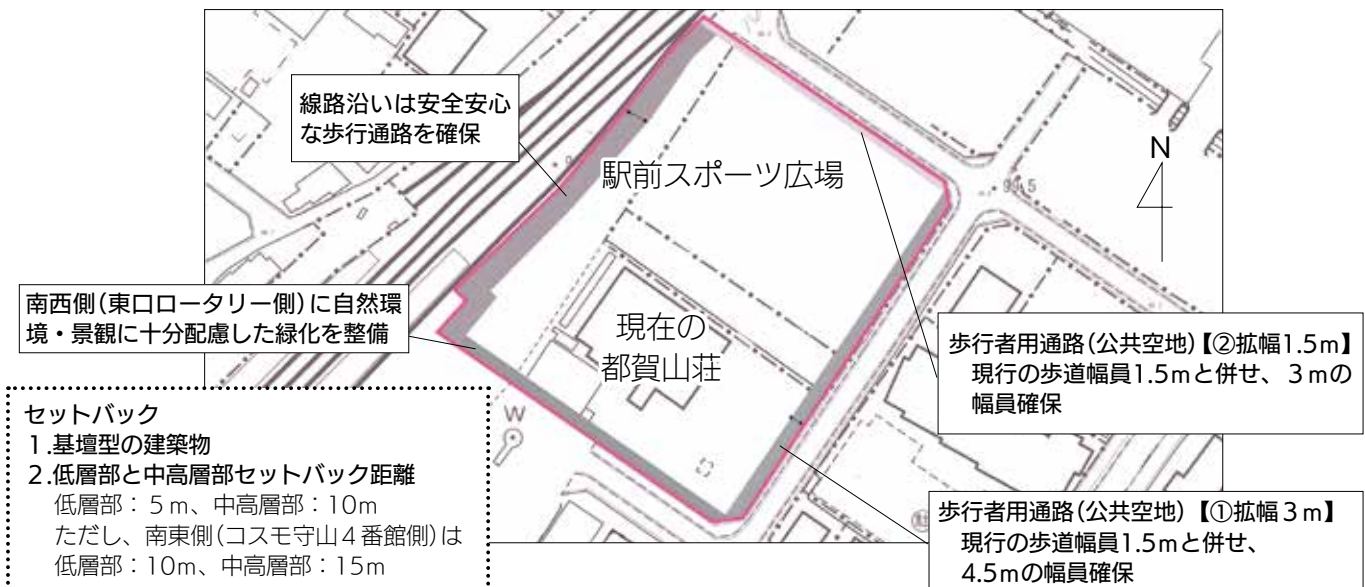 線路沿いは安全安心
な歩行通路を確保
駅前スポーツ広場
N
99.5
南西側(東口ロータリー側)に自然環
境・景観に十分配慮した緑化を整備
現在の
都賀山荘
歩行者用通路(公共空地)【②拡幅1.5m】
現行の歩道幅員1.5mと併せ、3mの
幅員確保
W
セットバック
1.基壇型の建築物
2.低層部と中高層部セットバック距離
低層部:5m、中高層部:10m
ただし、南東側(コスモ守山4番館側)は
低層部:10m、中高層部:15m
歩行者用通路(公共空地)【①拡幅3m】
現行の歩道幅員1.5mと併せ、
4.5mの幅員確保